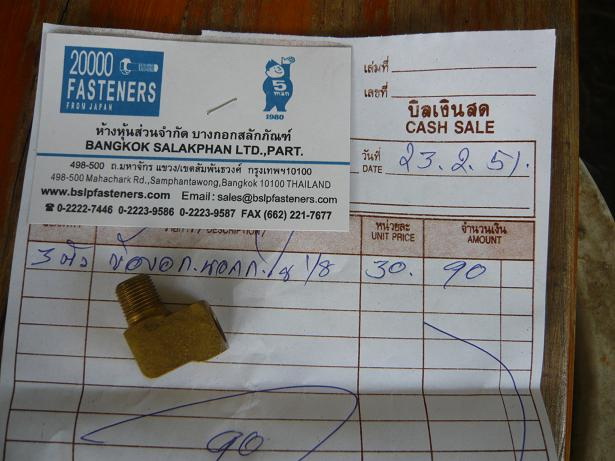 20000
FASTENERS
FROM JAPAN
5
man
1980
ห้างหุ้นส่วนจำกัด บางกอกสลักภัณฑ์
BANGKOK SALAKPHAN LTD.,PART.
498-500 ถ.มหาจักร แขวง/เขตสัมพันธวงศ์ กรุงเทพฯ10100
498-500 Mahachark Rd.,Samphantawong,Bangkok 10100 THAILAND
www.bslpfasteners.com Email : sales@bslpfasteners.com
☎ 0-2222-7446 0-2223-9586 0-2223-9587 FAX (662) 221-7677
เล่มที่
เลขที่
บิลเงินสด
CASH SALE
วันที่
DATE 23.2.51.
DESCRIPTION
หน่วยละ
UNIT PRICE
จำนวนเงิน
AMOUNT
3 ตัว 1/8 30. 90
90